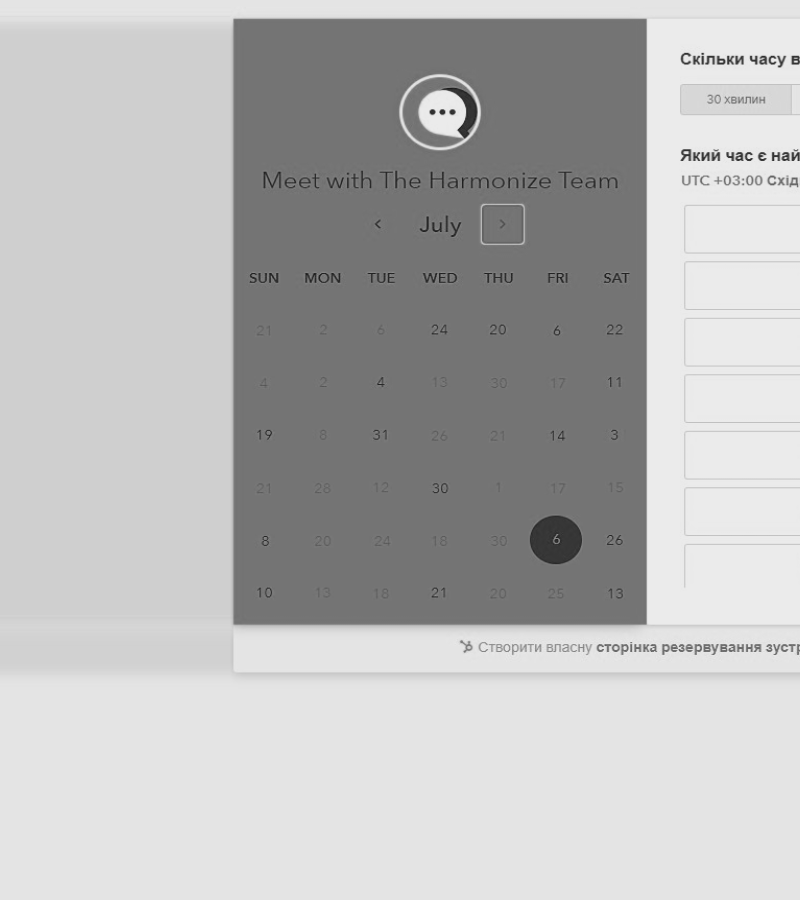 Meet with The Harmonize Team
July
SUN MON TUE WED THU FRI SAT
21 2 6 24 20 6 22
4 2 4 13 30 17 11
19 8 31 26 21 14 3
21 28 12 30 1 17 15
8 20 24 18 30 6 26
10 13 18 21 20 25 13
Скільки часу
30 хвилин
Який час є
UTC +03:00
Створити власну сторінка резервування